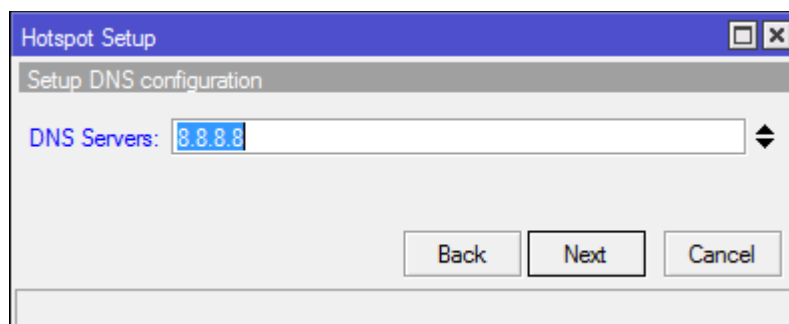 Hotspot Setup
Setup DNS configuration
DNS Servers: 8.8.8.8
Back Next Cancel